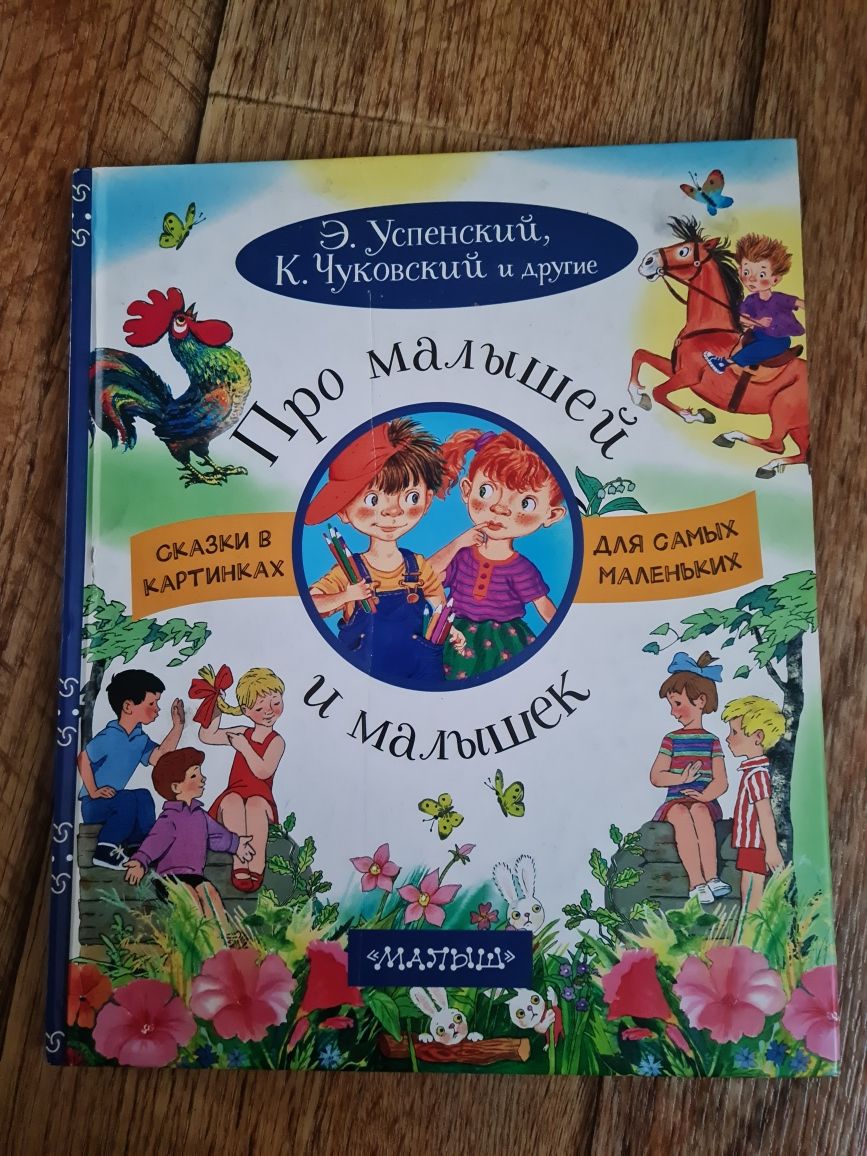 Э. Успенский,
К. Чуковский и другие
Про малышей
сказки в
картинках
для самых
маленьких
и малышек
«МАЛЫШ»